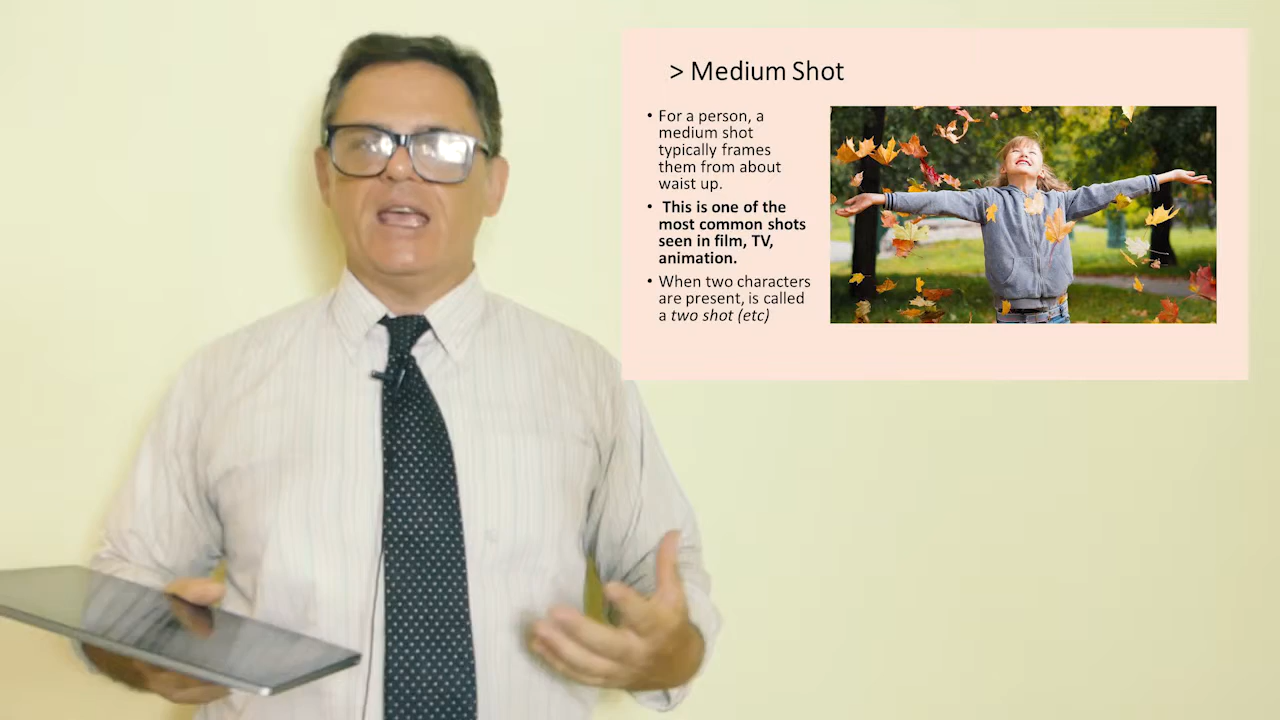 > Medium Shot
• For a person, a
medium shot
typically frames
them from about
waist up.
• This is one of the
most common shots
seen in film, TV,
animation.
• When two characters
are present, is called
a two shot (etc)